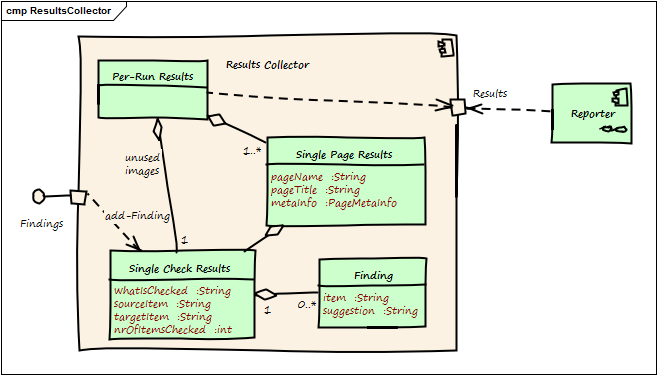 cmp ResultsCollector
Results Collector
Per-Run Results
Results
Reporter
unused
images
1..*
Single Page Results
pageName :String
pageTitle :String
metaInfo :PageMetaInfo
Findings
add-Finding
1
Single Check Results
whatIsChecked :String
sourceItem :String
targetItem :String
nrOfItemsChecked :int
1
0..*
Finding
item :String
suggestion :String